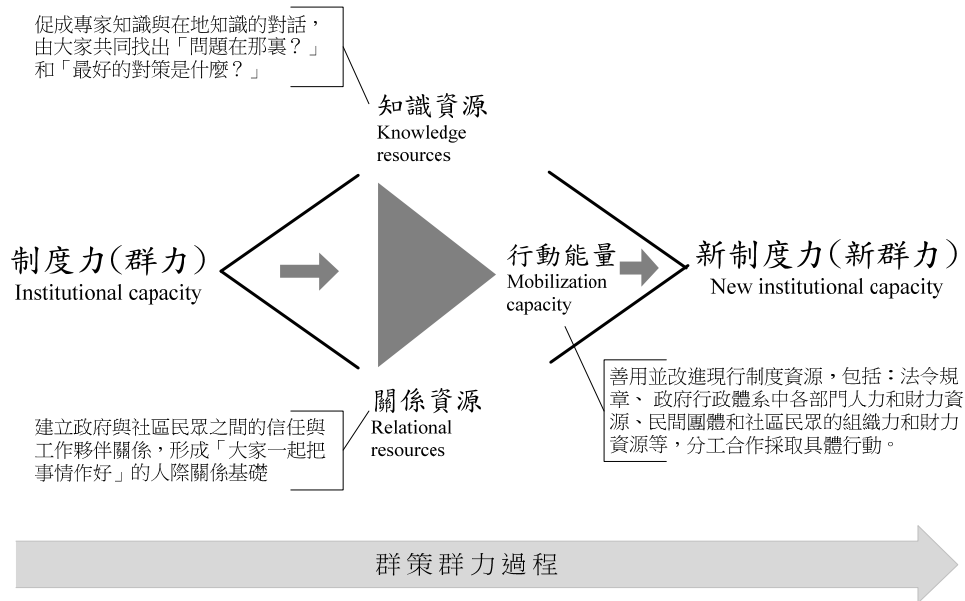 促成專家知識與在地知識的對話，
由大家共同找出「問題在那裏？」
和「最好的對策是什麼？」
知識資源
Knowledge
resources
制度力(群力)
Institutional capacity
行動能量
Mobilization
capacity
新制度力(新群力)
New institutional capacity
關係資源
Relational
resources
建立政府與社區民眾之間的信任與
工作夥伴關係，形成「大家一起把
事情作好」的人際關係基礎
善用並改進現行制度資源，包括：法令規
章、 政府行政體系中各部門人力和財力資
源、民間團體和社區民眾的組織力和財力
資源等，分工合作採取具體行動。
群策群力過程